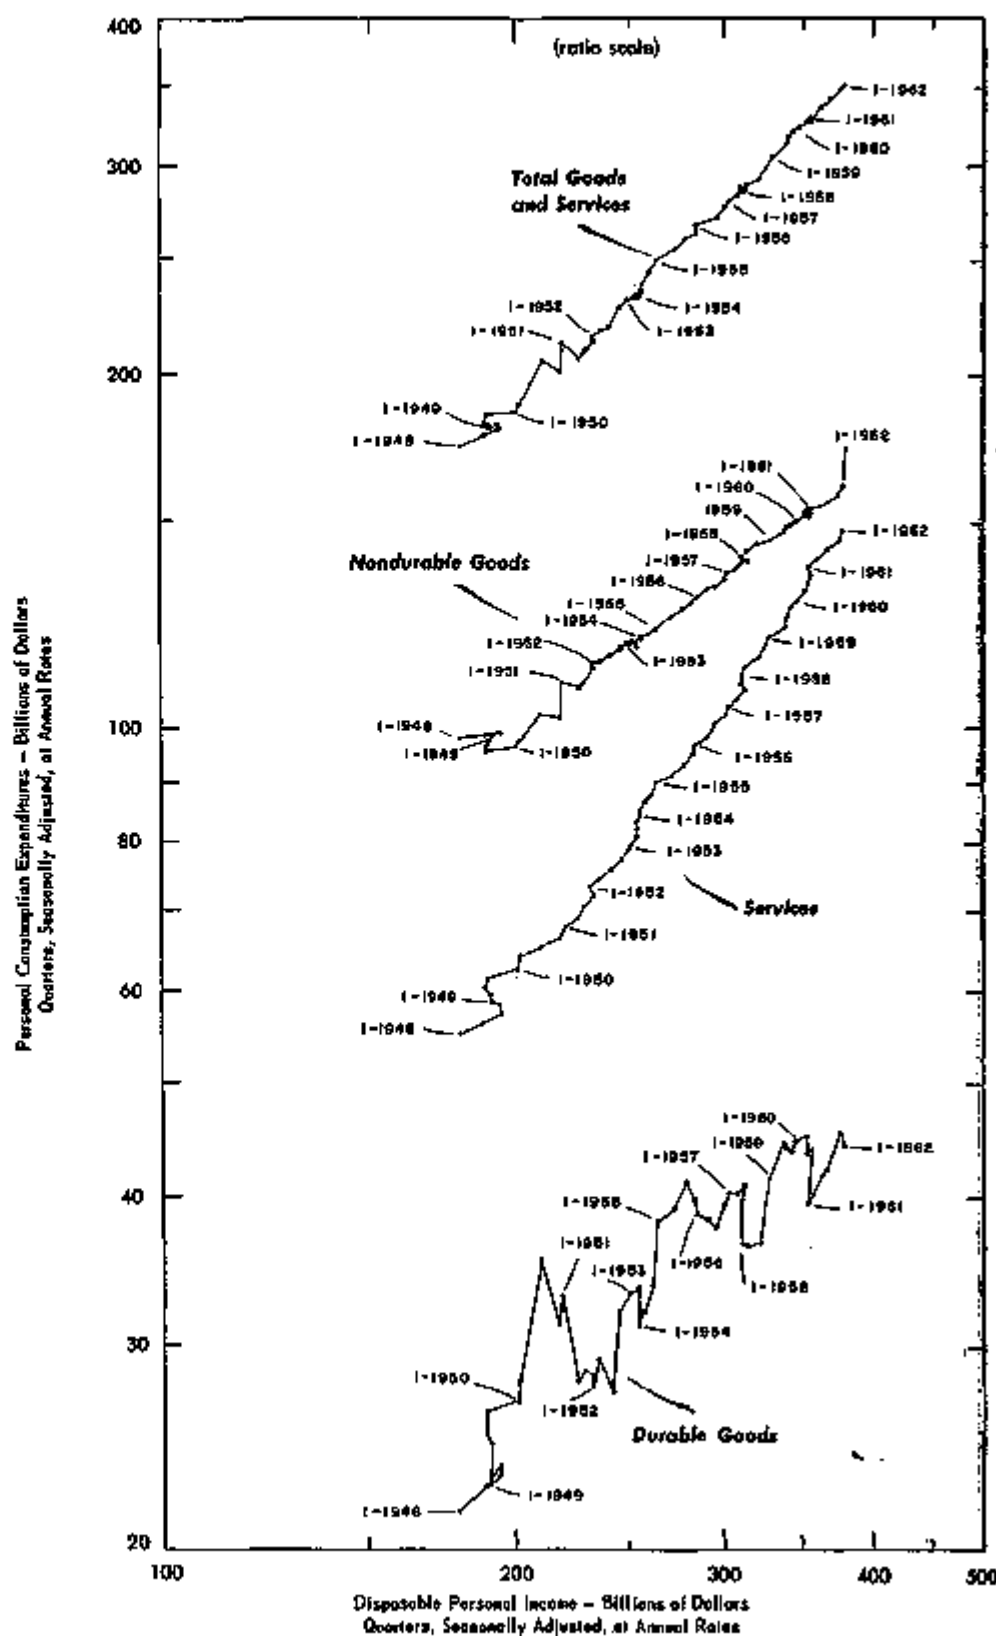 400
(ratio scale)
I-1962
I-1961
I-1960
300
I-1959
Total Goods
and Services
I-1958
I-1957
I-1956
I-1955
I-1952
I-1954
I-1951
I-1953
200
I-1949
I-1950
I-1948
I-1962
I-1961
I-1960
1959
I-1958
I-1962
Nondurable Goods
I-1957
I-1961
I-1956
I-1955
I-1960
I-1954
I-1952
I-1959
I-1953
I-1951
I-1958
100
I-1948
I-1957
I-1949
I-1950
I-1956
I-1955
I-1954
80
I-1953
I-1952
Services
I-1951
60
I-1950
I-1949
I-1948
I-1960
I-1959
I-1962
I-1957
40
I-1955
I-1961
I-1951
I-1956
I-1953
I-1958
I-1954
30
I-1950
I-1952
Durable Goods
I-1949
I-1948
20
100
200
300
400
500
Personal Consumption Expenditures – Billions of Dollars
Quarters, Seasonally Adjusted, at Annual Rates
Disposable Personal Income – Billions of Dollars
Quarters, Seasonally Adjusted, at Annual Rates